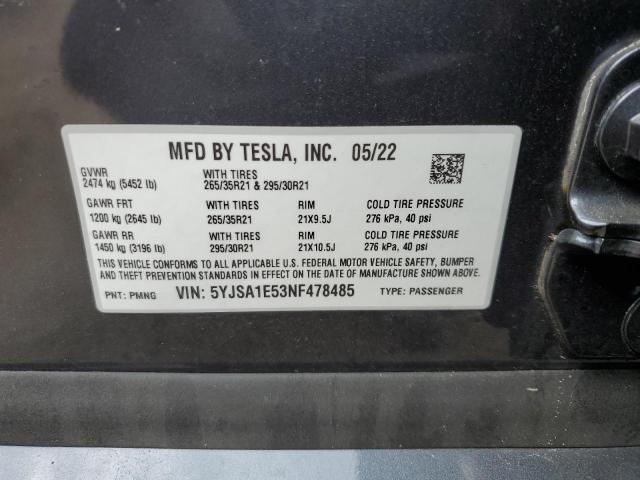 MFD BY TESLA, INC. 05/22
GVWR WITH TIRES
2474 kg (5452 lb) 265/35R21 & 295/30R21
GAWR FRT WITH TIRES RIM COLD TIRE PRESSURE
1200 kg (2645 lb) 265/35R21 21X9.5J 276 kPa, 40 psi
GAWR RR WITH TIRES RIM COLD TIRE PRESSURE
1450 kg (3196 lb) 295/30R21 21X10.5J 276 kPa, 40 psi
THIS VEHICLE CONFORMS TO ALL APPLICABLE U.S. FEDERAL MOTOR VEHICLE SAFETY, BUMPER,
AND THEFT PREVENTION STANDARDS IN EFFECT ON THE DATE OF MANUFACTURE SHOWN ABOVE.
PNT: PMNG VIN: 5YJSA1E53NF478485 TYPE: PASSENGER